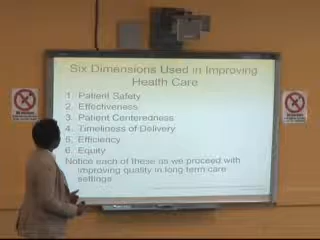 Six Dimensions Used in Improving
Health Care
1. Patient Safety
2. Effectiveness
3. Patient Centeredness
4. Timeliness of Delivery
5. Efficiency
6. Equity
Notice each of these as we proceed with
improving quality in long term care
settings